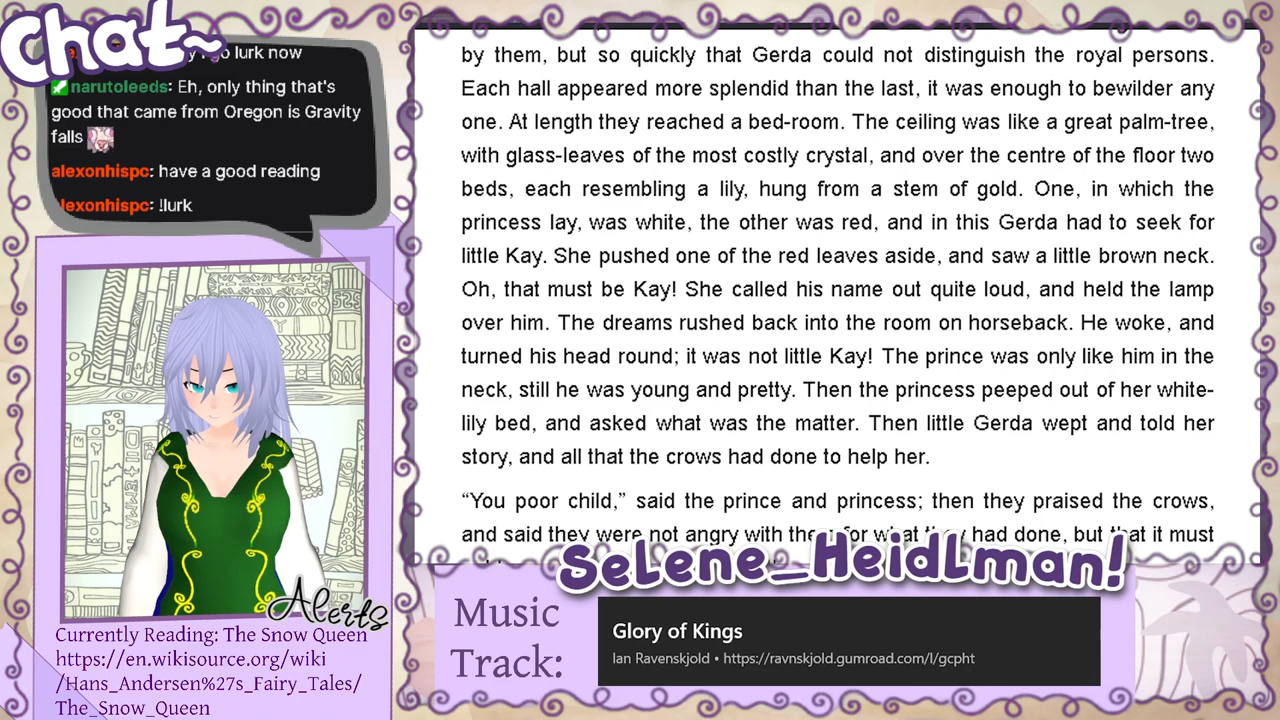 Chat~
go lurk now
narutoleeds: Eh, only thing that's
good that came from Oregon is Gravity
falls
alexonhispc: have a good reading
lexonhispc: !lurk
by them, but so quickly that Gerda could not distinguish the royal persons.
Each hall appeared more splendid than the last, it was enough to bewilder any
one. At length they reached a bed-room. The ceiling was like a great palm-tree,
with glass-leaves of the most costly crystal, and over the centre of the floor two
beds, each resembling a lily, hung from a stem of gold. One, in which the
princess lay, was white, the other was red, and in this Gerda had to seek for
little Kay. She pushed one of the red leaves aside, and saw a little brown neck.
Oh, that must be Kay! She called his name out quite loud, and held the lamp
over him. The dreams rushed back into the room on horseback. He woke, and
turned his head round; it was not little Kay! The prince was only like him in the
neck, still he was young and pretty. Then the princess peeped out of her white-
lily bed, and asked what was the matter. Then little Gerda wept and told her
story, and all that the crows had done to help her.
“You poor child,” said the prince and princess; then they praised the crows,
and said they were not angry with them for what they had done, but that it must
Selene_Heidlman!
Alerts
Currently Reading: The Snow Queen
https://en.wikisource.org/wiki
/Hans_Andersen%27s_Fairy_Tales/
The_Snow_Queen
Music
Track:
Glory of Kings
Ian Ravenskjold • https://ravnskjold.gumroad.com/l/gcpht